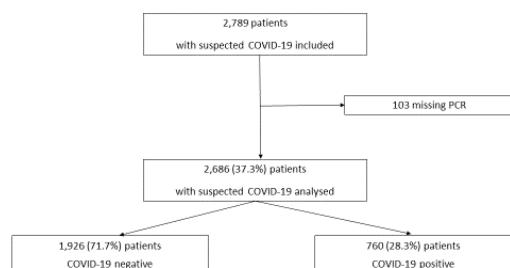 2,789 patients
with suspected COVID-19 included
103 missing PCR
2,686 (37.3%) patients
with suspected COVID-19 analysed
1,926 (71.7%) patients
COVID-19 negative
760 (28.3%) patients
COVID-19 positive